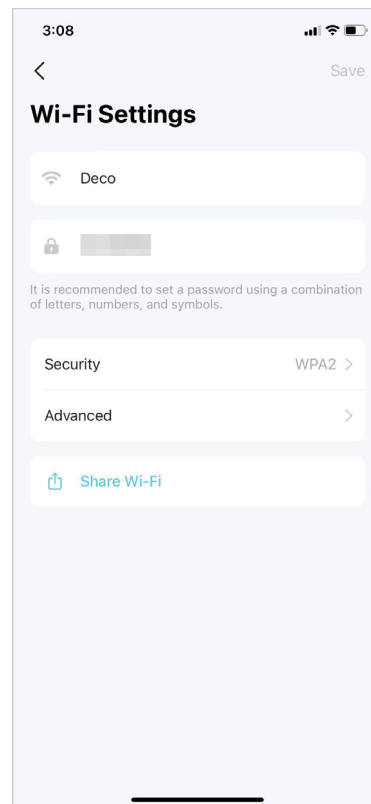 3:08
Save
Wi-Fi Settings
Deco
It is recommended to set a password using a combination
of letters, numbers, and symbols.
Security WPA2
Advanced
Share Wi-Fi